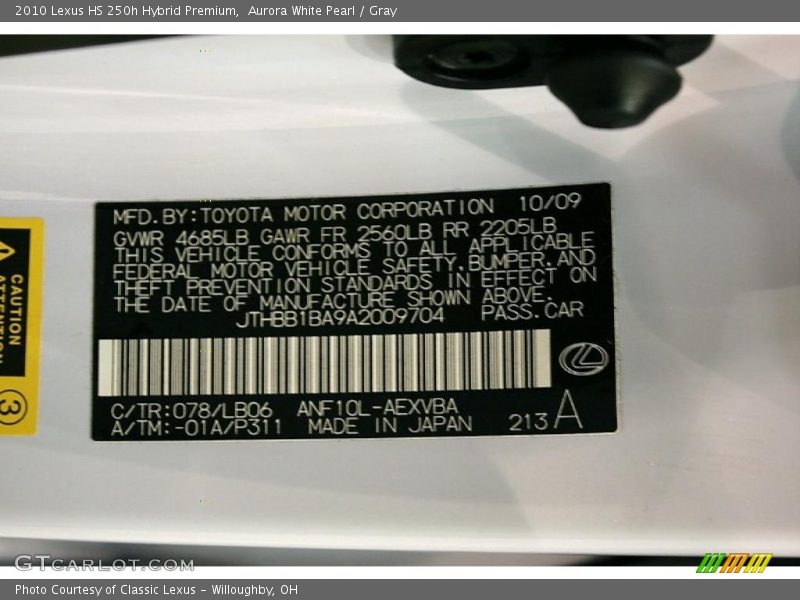 2010 Lexus HS 250h Hybrid Premium,  Aurora White Pearl / Gray
MFD.BY:TOYOTA MOTOR CORPORATION 10/09
GVWR 4685LB GAWR FR 2560LB RR 2205LB
THIS VEHICLE CONFORMS TO ALL APPLICABLE
FEDERAL MOTOR VEHICLE SAFETY,BUMPER,AND
THEFT PREVENTION STANDARDS IN EFFECT ON
THE DATE OF MANUFACTURE SHOWN ABOVE.
JTHBB1BA9A2009704 PASS.CAR
C/TR:078/LB06 ANF10L-AEXVBA
A/TM:-01A/P311 MADE IN JAPAN 213 A
CAUTION
ATTENTION
3
GTCARLOT.COM
Photo Courtesy of Classic Lexus - Willoughby, OH